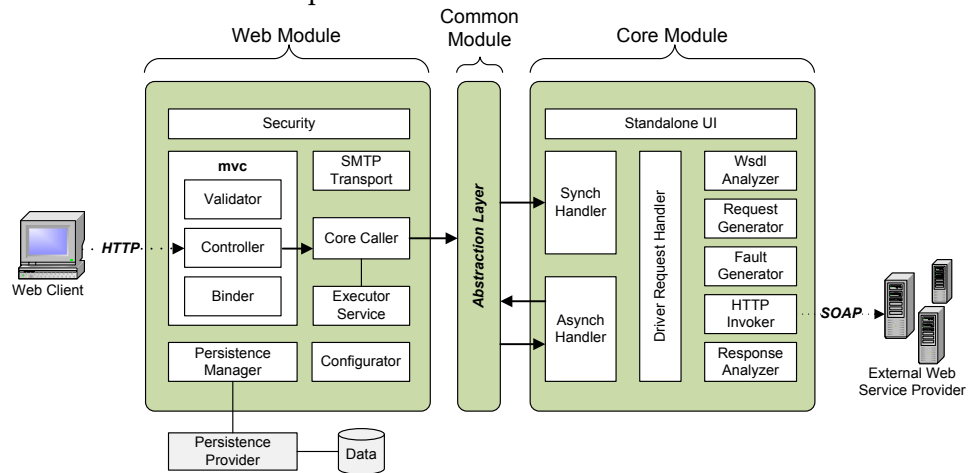 Web Module
Common
Module
Core Module
Security
mvc
Validator
Controller
Binder
SMTP
Transport
Core Caller
Executor
Service
Persistence
Manager
Configurator
Persistence
Provider
Data
HTTP
Web Client
Abstraction Layer
Standalone UI
Synch
Handler
Asynch
Handler
Driver Request Handler
Wsdl
Analyzer
Request
Generator
Fault
Generator
HTTP
Invoker
Response
Analyzer
SOAP
External Web
Service Provider